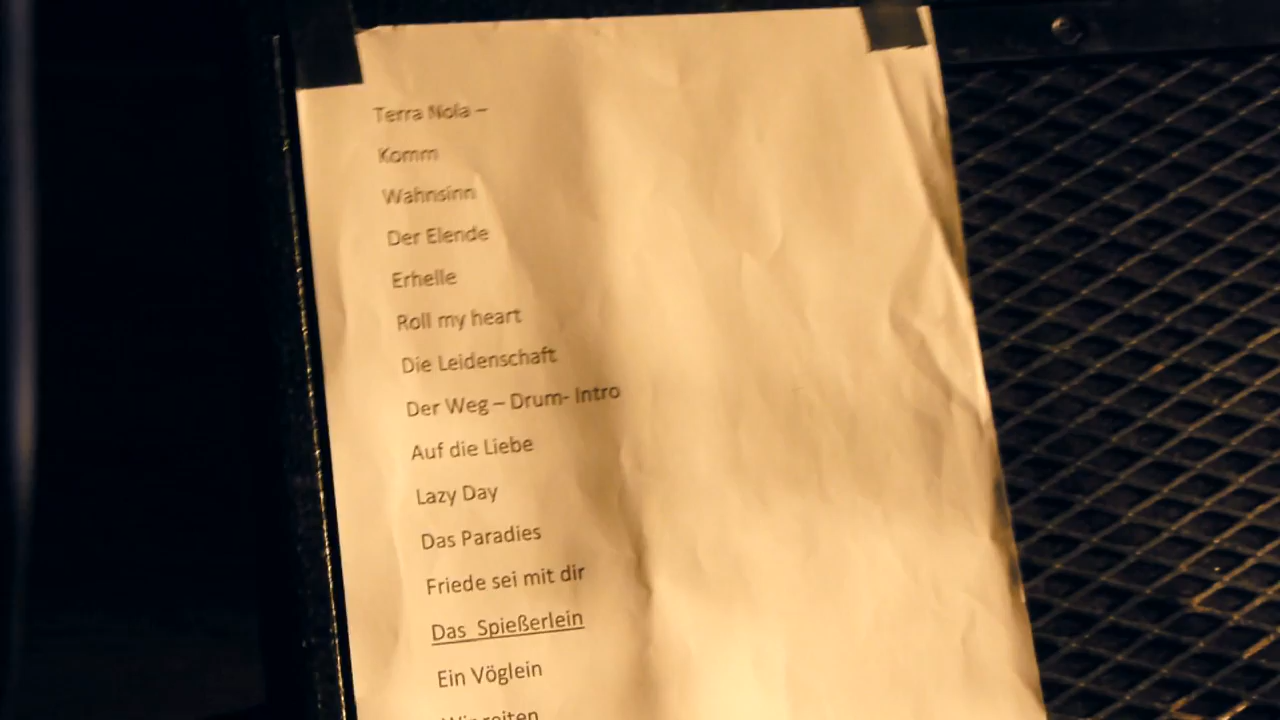 Terra Nola –
Komm
Wahnsinn
Der Elende
Erhelle
Roll my heart
Die Leidenschaft
Der Weg – Drum- Intro
Auf die Liebe
Lazy Day
Das Paradies
Friede sei mit dir
Das  Spießerlein
Ein Vöglein